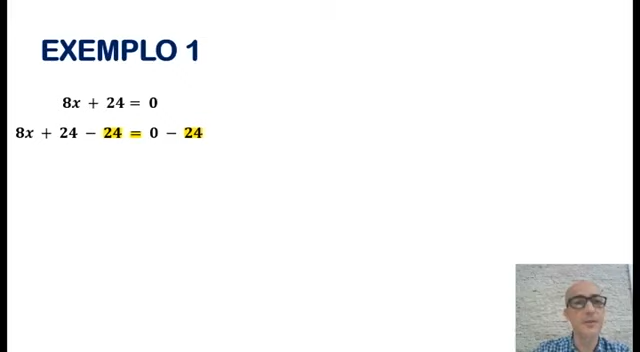 EXEMPLO 1
8x + 24 = 0
8x + 24 − 24 = 0 − 24